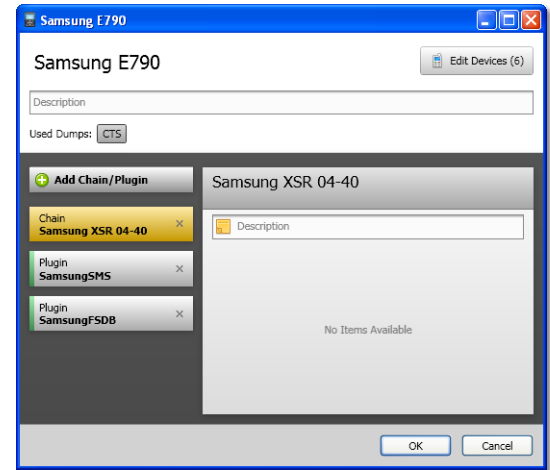 Samsung E790
Samsung E790
Edit Devices (6)
Description
Used Dumps: CTS
Add Chain/Plugin
Samsung XSR 04-40
Chain
Samsung XSR 04-40
Description
Plugin
SamsungSMS
Plugin
SamsungFSDB
No Items Available
OK
Cancel